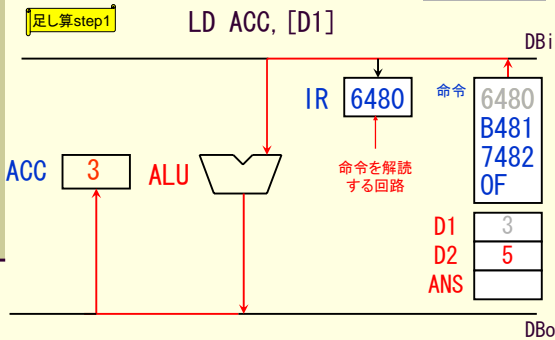 足し算step1
LD ACC, [D1]
DBi
IR 6480
命令
6480
B481
7482
0F
命令を解読
する回路
ACC 3
ALU
D1 3
D2 5
ANS
DBo